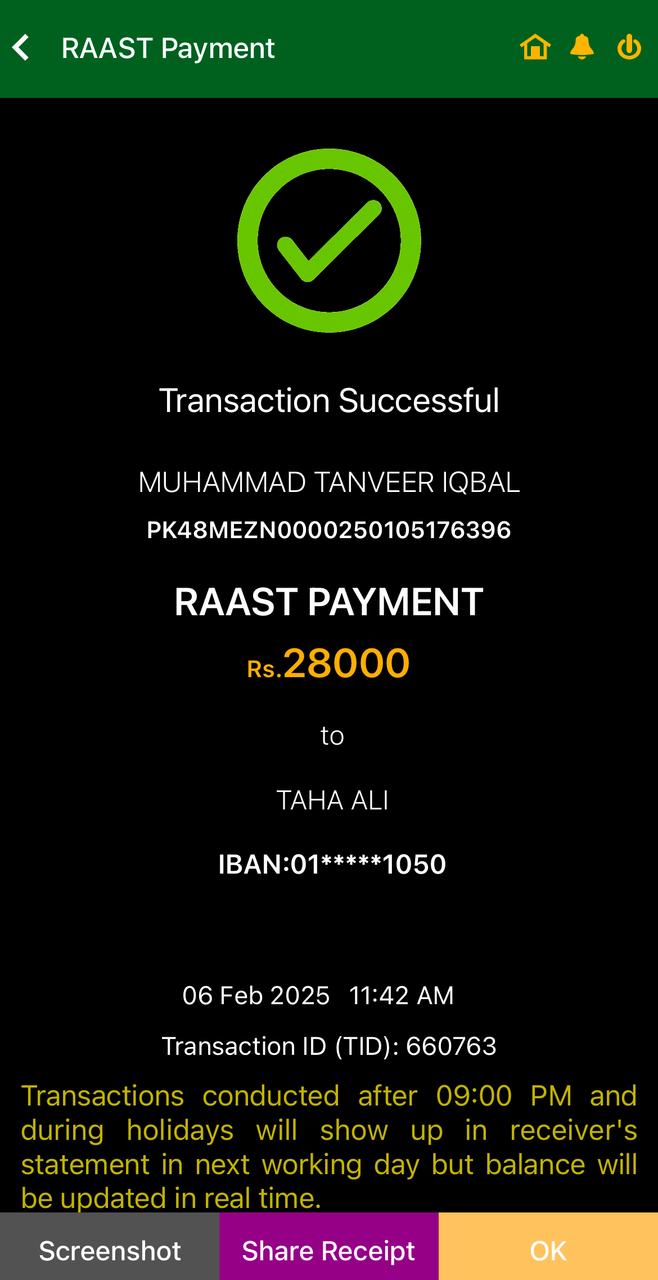 RAAST Payment
Transaction Successful
MUHAMMAD TANVEER IQBAL
PK48MEZN0000250105176396
RAAST PAYMENT
Rs.28000
to
TAHA ALI
IBAN:01*****1050
06 Feb 2025 11:42 AM
Transaction ID (TID): 660763
Transactions conducted after 09:00 PM and
during holidays will show up in receiver's
statement in next working day but balance will
be updated in real time.
Screenshot Share Receipt OK